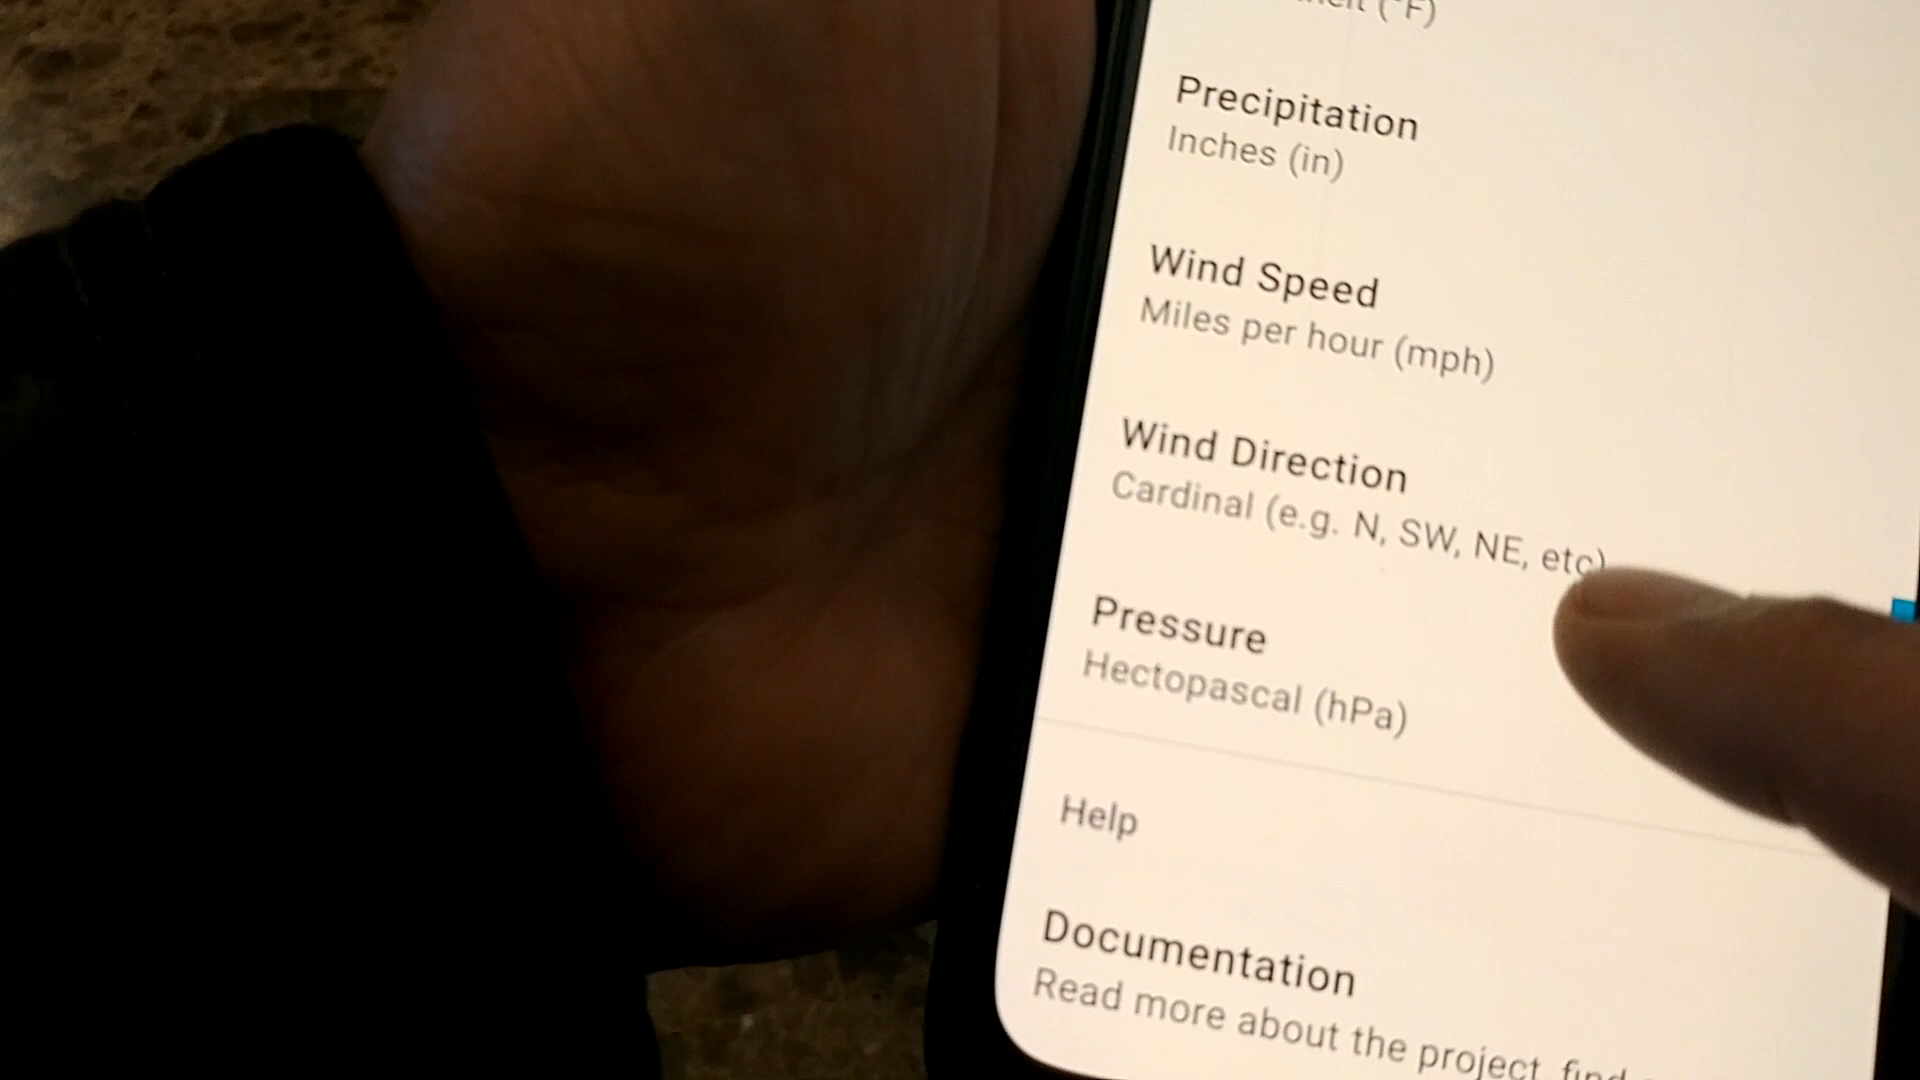 (°F)
Precipitation
Inches (in)
Wind Speed
Miles per hour (mph)
Wind Direction
Cardinal (e.g. N, SW, NE, etc)
Pressure
Hectopascal (hPa)
Help
Documentation
Read more about the project, find